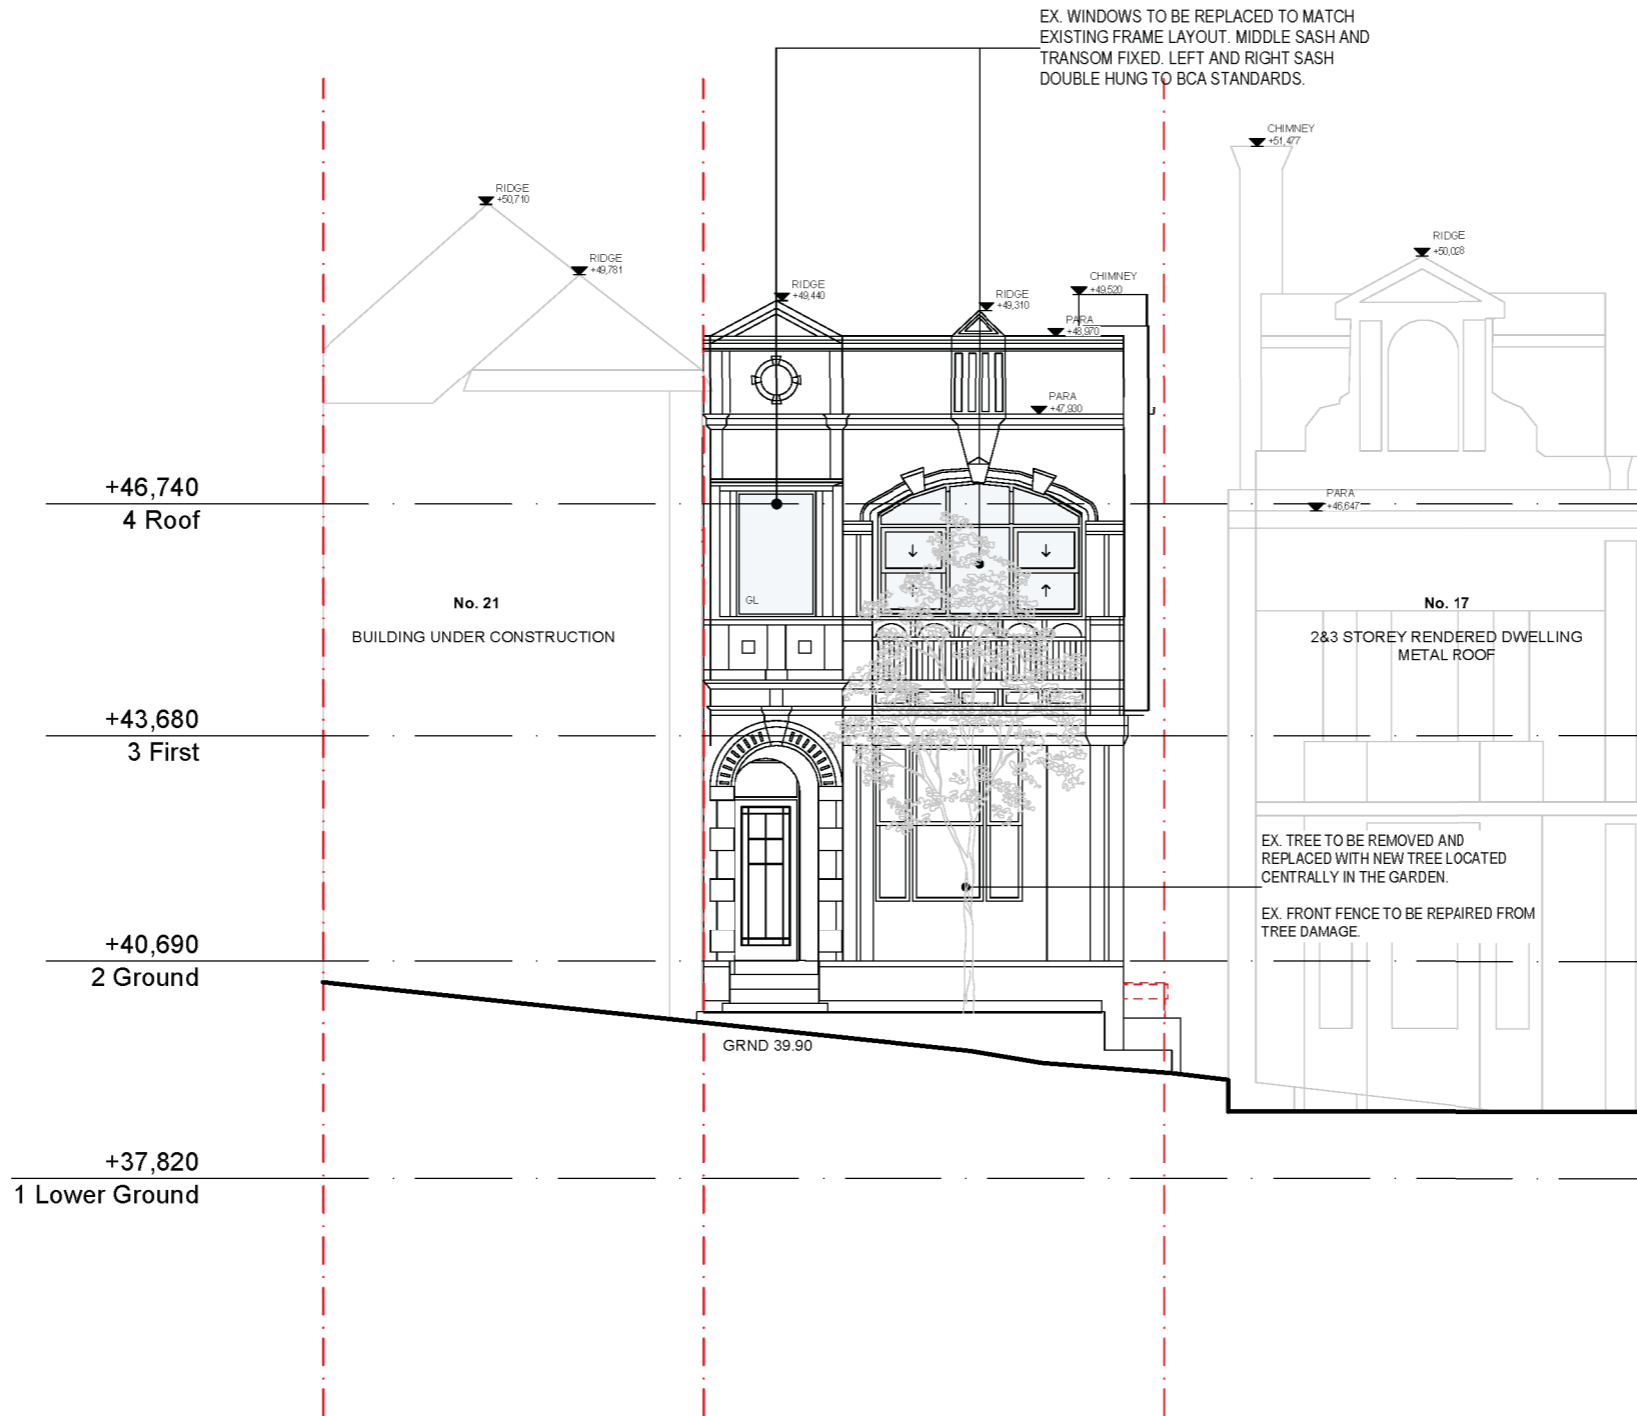 EX. WINDOWS TO BE REPLACED TO MATCH
EXISTING FRAME LAYOUT. MIDDLE SASH AND
TRANSOM FIXED. LEFT AND RIGHT SASH
DOUBLE HUNG TO BCA STANDARDS.
CHIMNEY
+51,477
RIDGE
+50,710
RIDGE
+50,028
RIDGE
+49,781
CHIMNEY
+49,520
RIDGE
+49,440
RIDGE
+49,310
PARA
+48,970
PARA
+47,930
+46,740
4 Roof
PARA
+46,647
GL
No. 21
BUILDING UNDER CONSTRUCTION
No. 17
2&3 STOREY RENDERED DWELLING
METAL ROOF
+43,680
3 First
EX. TREE TO BE REMOVED AND
REPLACED WITH NEW TREE LOCATED
CENTRALLY IN THE GARDEN.
EX. FRONT FENCE TO BE REPAIRED FROM
TREE DAMAGE.
+40,690
2 Ground
GRND 39.90
+37,820
1 Lower Ground